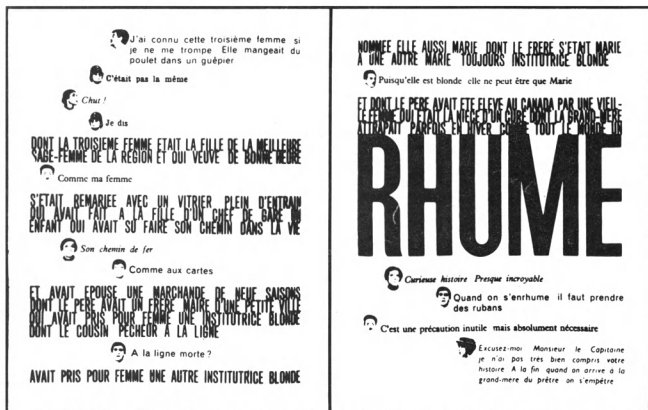 J'ai connu cette troisième femme si
je ne me trompe Elle mangeait du
poulet dans un guêpier
C'était pas la même
Chut !
Je dis
DONT LA TROISIEME FEMME ETAIT LA FILLE DE LA MEILLEURE
SAGE-FEMME DE LA REGION ET QUI VEUVE DE BONNE HEURE
Comme ma femme
S'ETAIT REMARIEE AVEC UN VITRIER PLEIN D'ENTRAIN
QUI AVAIT FAIT A LA FILLE D'UN CHEF DE GARE UN
ENFANT QUI AVAIT SU FAIRE SON CHEMIN DANS LA VIE
Son chemin de fer
Comme aux cartes
ET AVAIT EPOUSE UNE MARCHANDE DE NEUF SAISONS
DONT LE PERE AVAIT UN FRERE MAIRE D'UNE PETITE VILLE
QUI AVAIT PRIS POUR FEMME UNE INSTITUTRICE BLONDE
DONT LE COUSIN PECHEUR A LA LIGNE
A la ligne morte ?
AVAIT PRIS POUR FEMME UNE AUTRE INSTITUTRICE BLONDE
NOMMEE ELLE AUSSI MARIE DONT LE FRERE S'ETAIT MARIE
A UNE AUTRE MARIE TOUJOURS INSTITUTRICE BLONDE
Puisqu'elle est blonde elle ne peut être que Marie
ET DONT LE PERE AVAIT ETE ELEVE AU CANADA PAR UNE VIEIL-
LE FEMME QUI ETAIT LA NIECE D'UN CURE DONT LA GRAND-MERE
ATTRAPAIT PARFOIS EN HIVER COMME TOUT LE MONDE UN
RHUME
Curieuse histoire Presque incroyable
Quand on s'enrhume il faut prendre
des rubans
C'est une précaution inutile mais absolument nécessaire
Excusez-moi Monsieur le Capitaine
je n'ai pas très bien compris votre
histoire A la fin quand on arrive à la
grand-mere du prêtre on s'empêtre